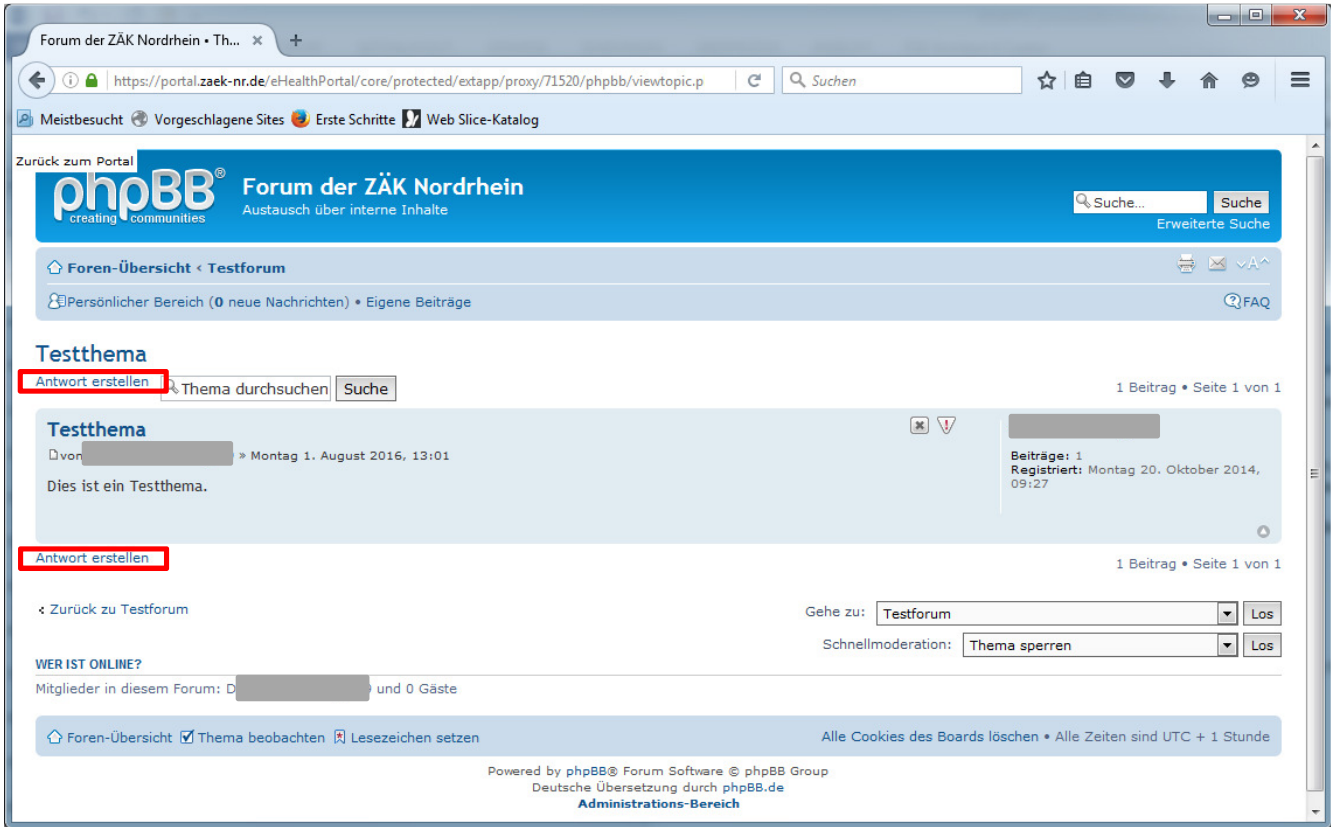 Forum der ZÄK Nordrhein • Th... × +
https://portal.zaek-nr.de/eHealthPortal/core/protected/extapp/proxy/71520/phpbb/viewtopic.p Suchen
Meistbesucht Vorgeschlagene Sites Erste Schritte Web Slice-Katalog
Zurück zum Portal
phpBB®
creating communities
Forum der ZÄK Nordrhein
Austausch über interne Inhalte
Suche... Suche
Erweiterte Suche
Foren-Übersicht ‹ Testforum
Persönlicher Bereich (0 neue Nachrichten) • Eigene Beiträge FAQ
Testthema
Antwort erstellen Thema durchsuchen Suche 1 Beitrag • Seite 1 von 1
Testthema
von » Montag 1. August 2016, 13:01
Dies ist ein Testthema.
Beiträge: 1
Registriert: Montag 20. Oktober 2014,
09:27
Antwort erstellen 1 Beitrag • Seite 1 von 1
Zurück zu Testforum Gehe zu: Testforum Los
Schnellmoderation: Thema sperren Los
WER IST ONLINE?
Mitglieder in diesem Forum: D ) und 0 Gäste
Foren-Übersicht Thema beobachten Lesezeichen setzen Alle Cookies des Boards löschen • Alle Zeiten sind UTC + 1 Stunde
Powered by phpBB® Forum Software © phpBB Group
Deutsche Übersetzung durch phpBB.de
Administrations-Bereich